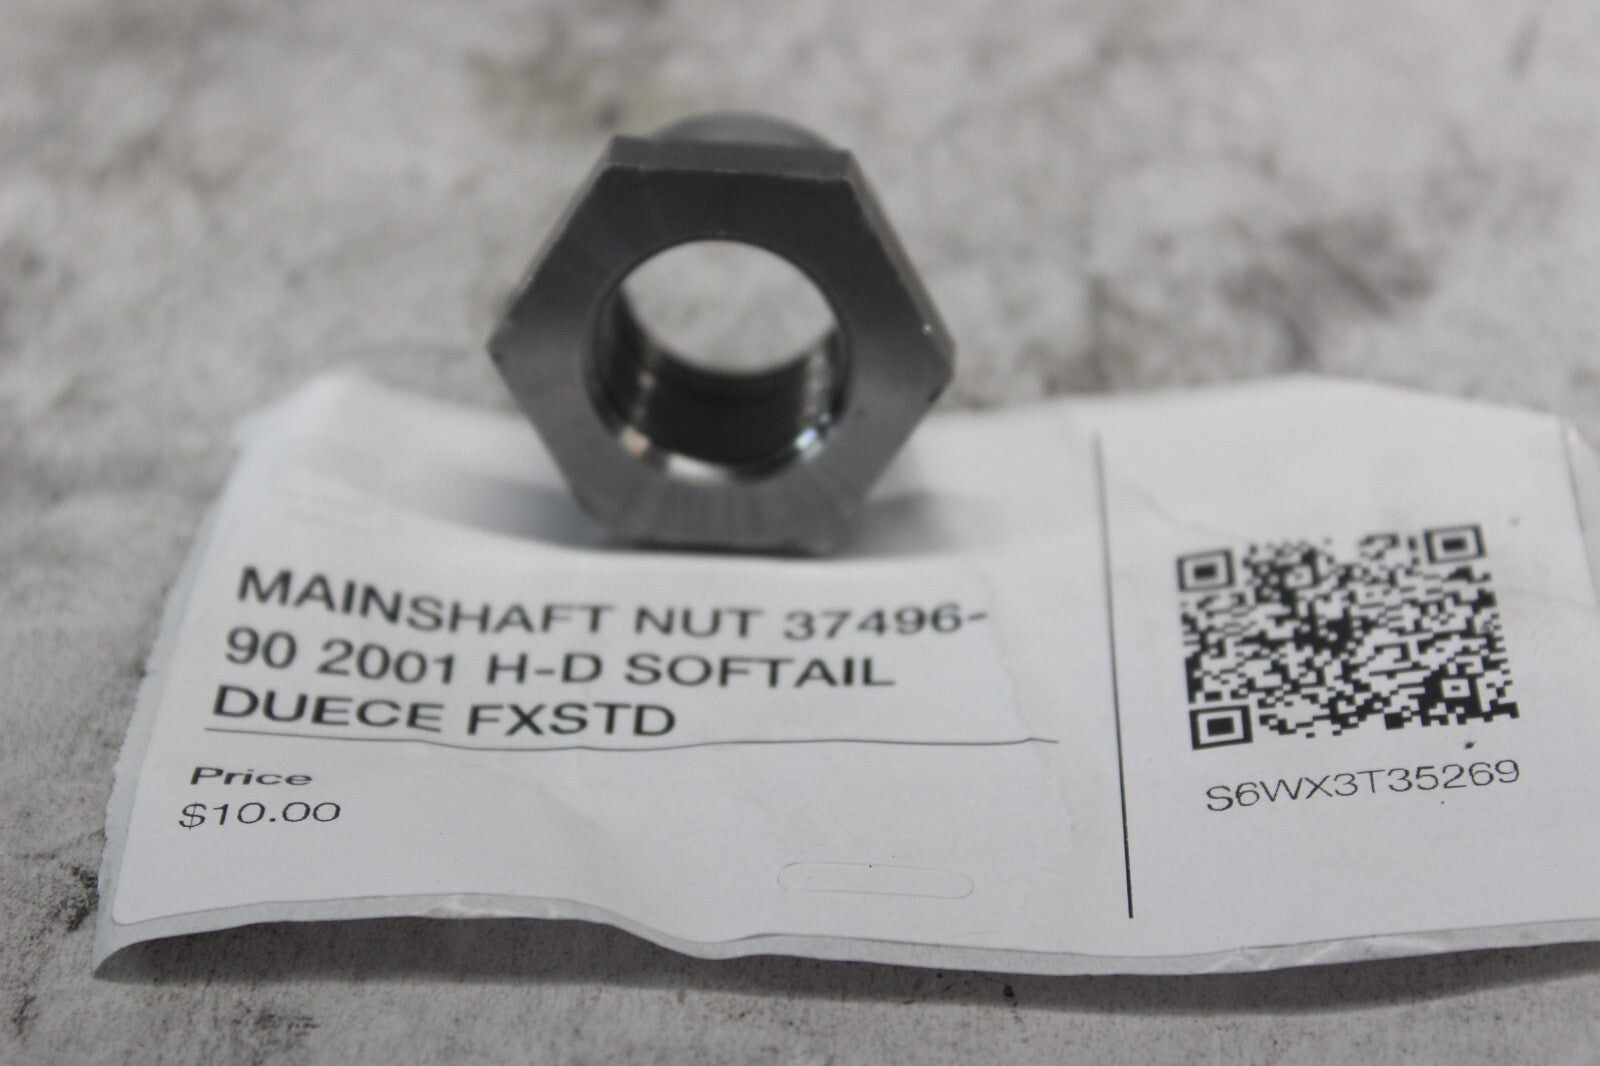 MAINSHAFT NUT 37496-
90 2001 H-D SOFTAIL
DUECE FXSTD
Price
$10.00
S6WX3T35269